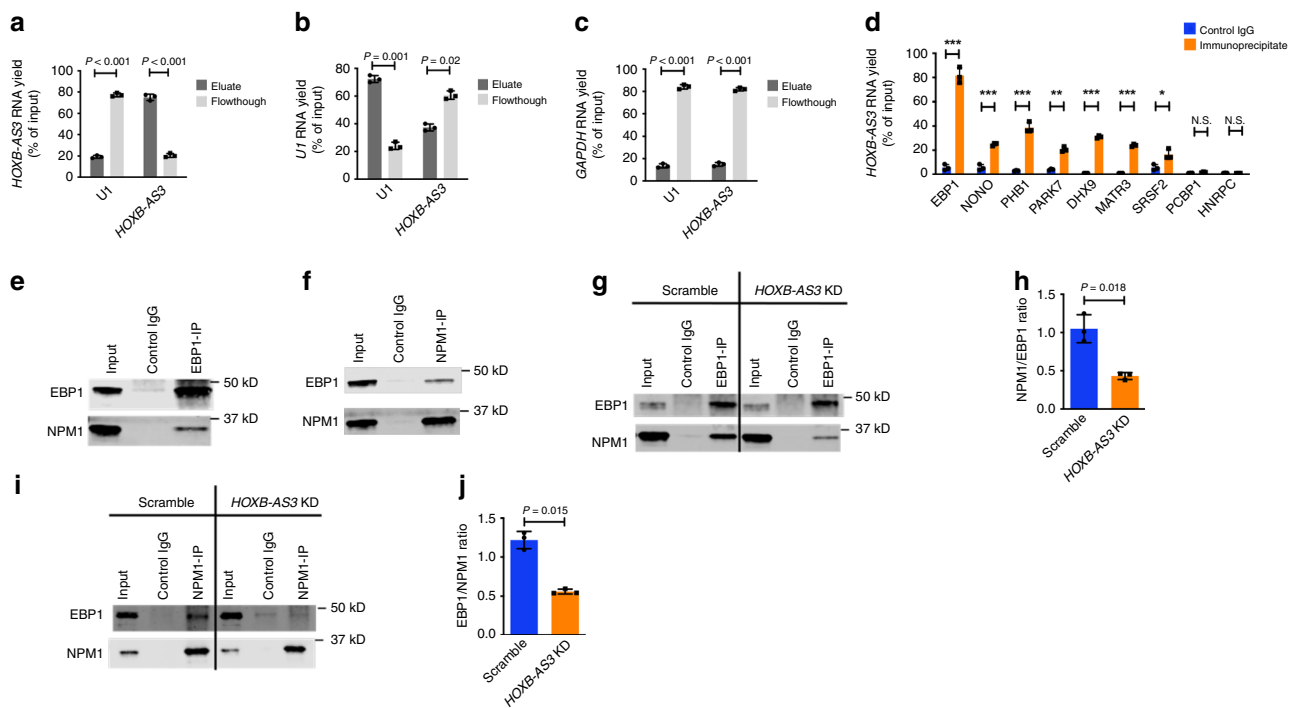 a
HOXB-AS3 RNA yield
(% of input)
100
80
60
40
20
0
P < 0.001
P < 0.001
U1
HOXB-AS3
Eluate
Flowthough
b
U1 RNA yield
(% of input)
80
60
40
20
0
P = 0.001
P = 0.02
U1
HOXB-AS3
Eluate
Flowthough
c
GAPDH RNA yield
(% of input)
100
80
60
40
20
0
P < 0.001
P < 0.001
U1
HOXB-AS3
Eluate
Flowthough
d
HOXB-AS3 RNA yield
(% of input)
100
80
60
40
20
0
***
***
***
**
***
***
*
N.S.
N.S.
EBP1
NONO
PHB1
PARK7
DHX9
MATR3
SRSF2
PCBP1
HNRPC
Control IgG
Immunoprecipitate
e
Input
Control IgG
EBP1-IP
EBP1
50 kD
NPM1
37 kD
f
Input
Control IgG
NPM1-IP
EBP1
50 kD
NPM1
37 kD
g
Scramble
HOXB-AS3 KD
Input
Control IgG
EBP1-IP
Input
Control IgG
EBP1-IP
EBP1
50 kD
NPM1
37 kD
h
NPM1/EBP1 ratio
1.5
1.0
0.5
0.0
P = 0.018
Scramble
HOXB-AS3 KD
i
Scramble
HOXB-AS3 KD
Input
Control IgG
NPM1-IP
Input
Control IgG
NPM1-IP
EBP1
50 kD
NPM1
37 kD
j
EBP1/NPM1 ratio
1.5
1.0
0.5
0.0
P = 0.015
Scramble
HOXB-AS3 KD